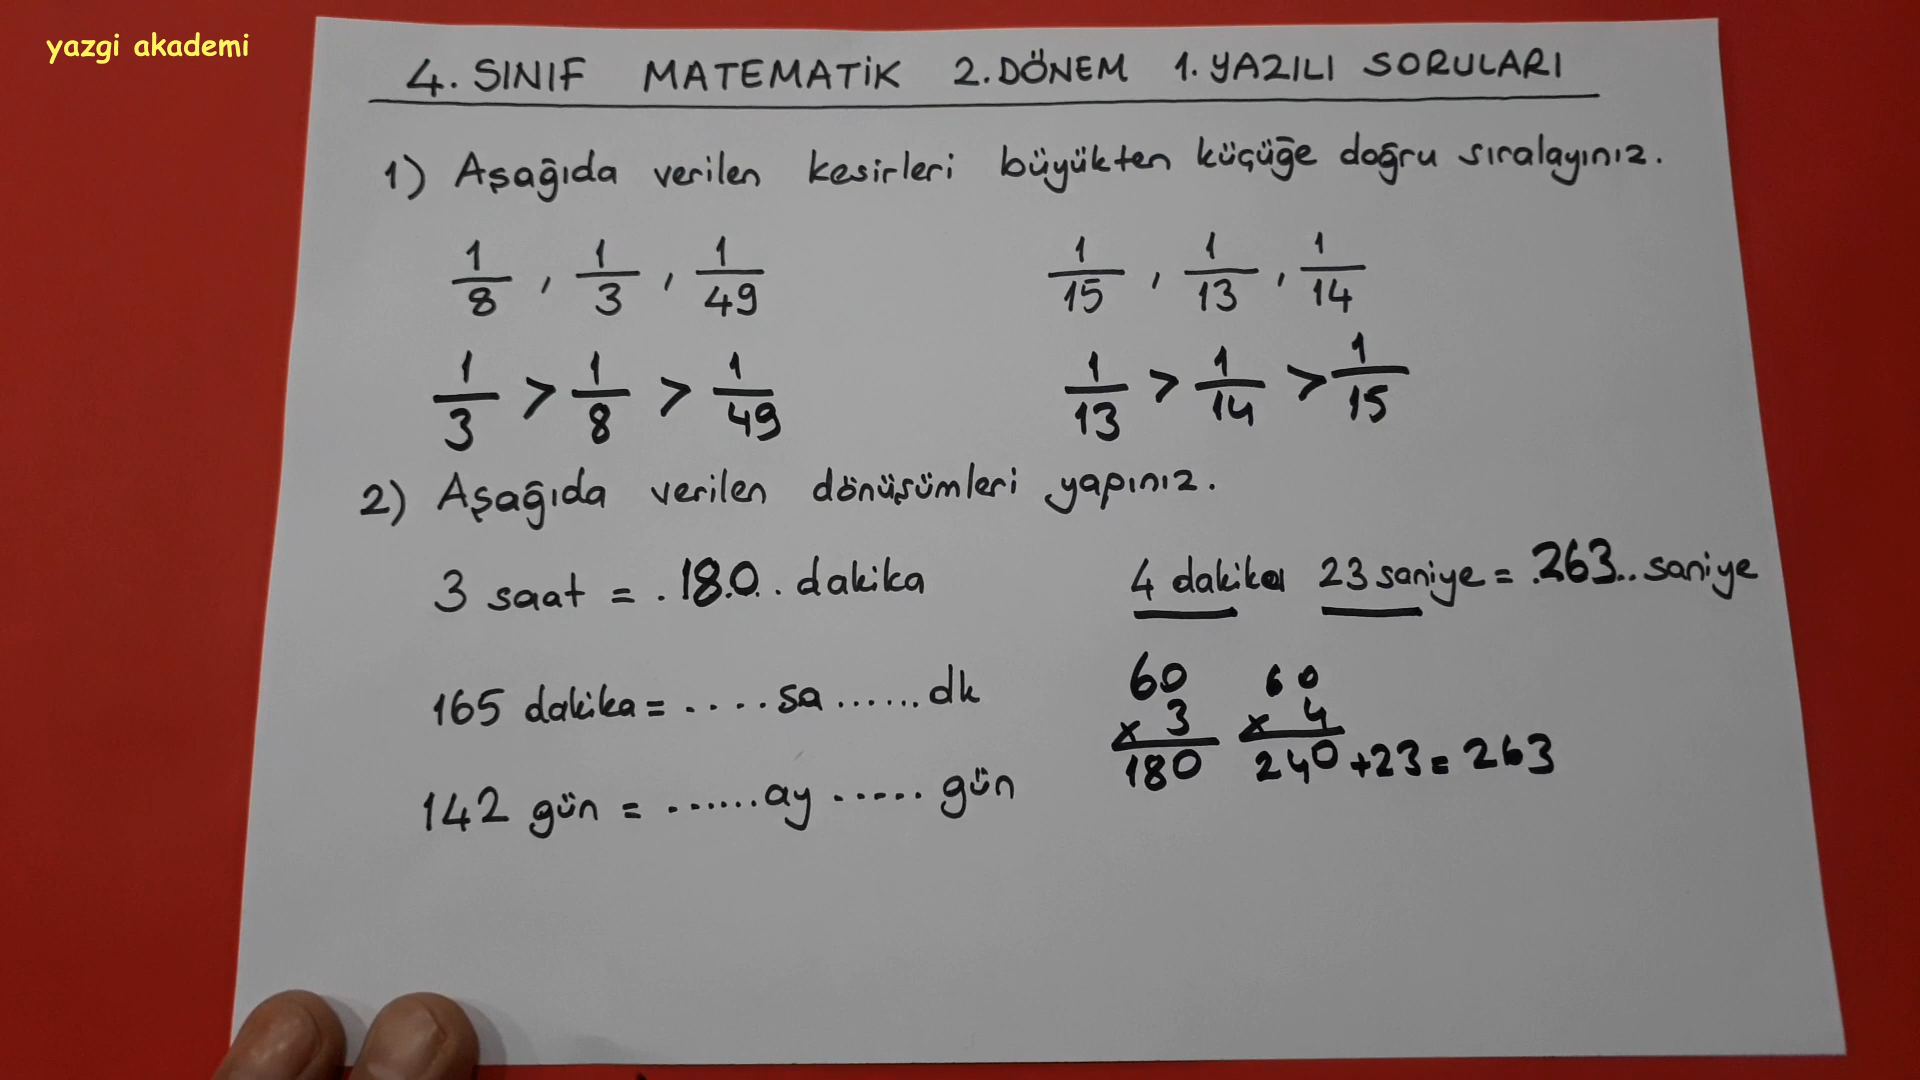 yazgi akademi
4. SINIF MATEMATİK 2. DÖNEM 1. YAZILI SORULARI
1) Aşağıda verilen kesirleri büyükten küçüğe doğru sıralayınız.
1/8 , 1/3 , 1/49 1/15 , 1/13 , 1/14
1/3 > 1/8 > 1/49 1/13 > 1/14 > 1/15
2) Aşağıda verilen dönüşümleri yapınız.
3 saat = . 180 . . dakika 4 dakika 23 saniye = . 263 . . saniye
165 dakika = . . . . sa . . . . . . dk
60 60
x 3 x 4
180 240 + 23 = 263
142 gün = . . . . . . ay . . . . . gün